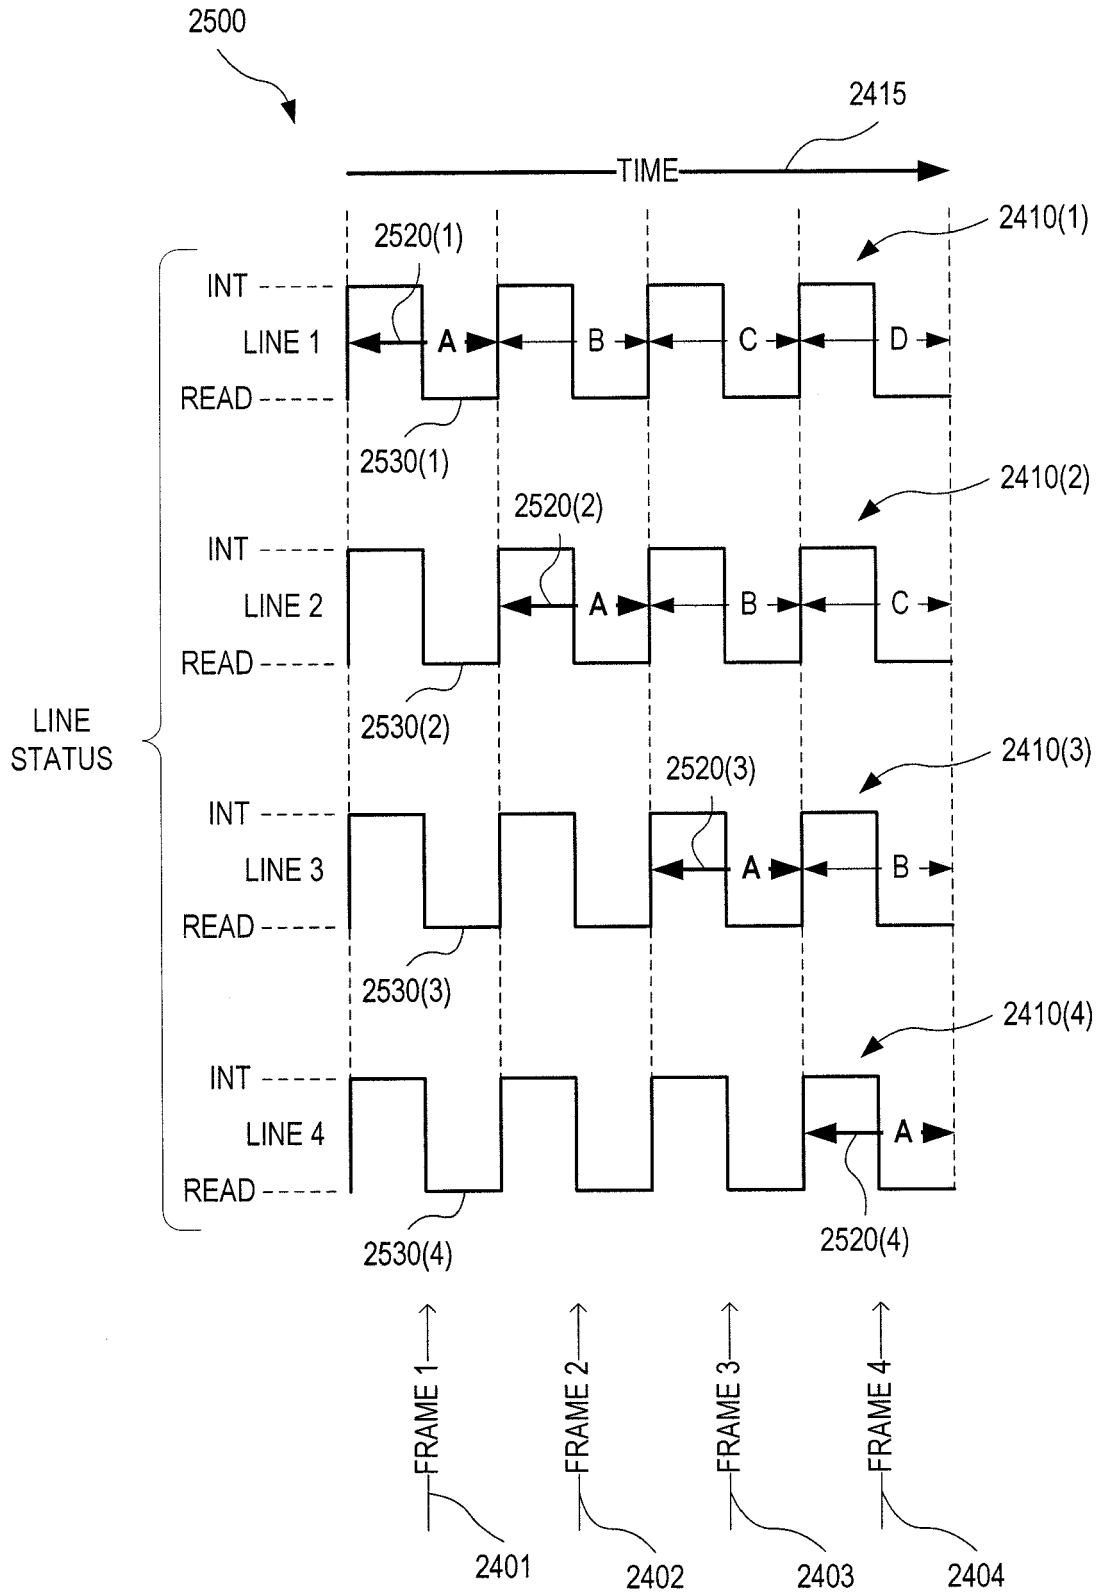 2500
2415
TIME
2410(1)
2520(1)
INT
LINE 1
A
B
C
D
READ
2530(1)
2410(2)
2520(2)
INT
LINE 2
A
B
C
READ
2530(2)
LINE
STATUS
2410(3)
2520(3)
INT
LINE 3
A
B
READ
2530(3)
2410(4)
INT
LINE 4
A
READ
2530(4)
2520(4)
FRAME 1
FRAME 2
FRAME 3
FRAME 4
2401
2402
2403
2404